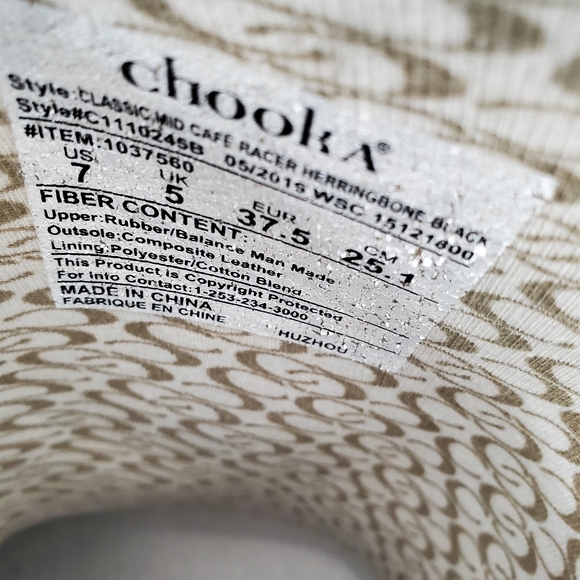 chooka®
Style:CLASSIC MID CAFE RACER HERRINGBONE BLACK
Style#C1110245B 05/2015 WSC 15121800
#ITEM:1037560
US UK EUR CM
7 5 37.5 25.1
FIBER CONTENT:
Upper:Rubber/Balance Man Made
Outsole:Composite Leather
Lining:Polyester/Cotton Blend
This Product is Copyright Protected
For Info Contact:1-253-234-3000
MADE IN CHINA
FABRIQUE EN CHINE HUZHOU